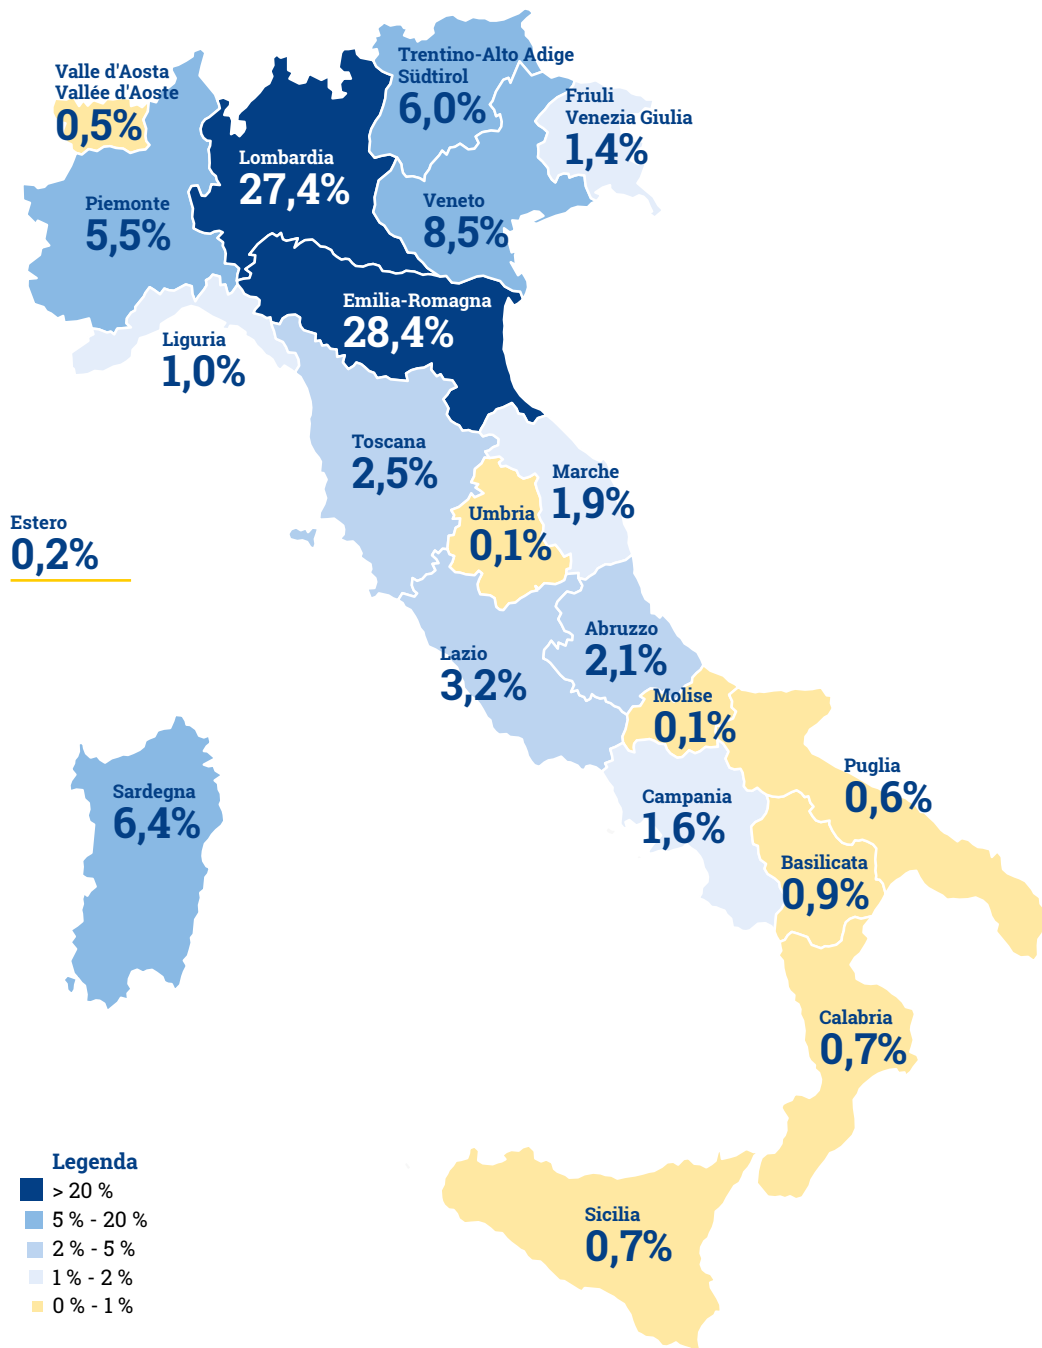 Trentino-Alto Adige
Südtirol
6,0%
Valle d'Aosta
Vallée d'Aoste
0,5%
Friuli
Venezia Giulia
1,4%
Lombardia
27,4%
Piemonte
5,5%
Veneto
8,5%
Emilia-Romagna
28,4%
Liguria
1,0%
Toscana
2,5%
Marche
1,9%
Umbria
0,1%
Estero
0,2%
Abruzzo
2,1%
Lazio
3,2%
Molise
0,1%
Puglia
0,6%
Sardegna
6,4%
Campania
1,6%
Basilicata
0,9%
Calabria
0,7%
Sicilia
0,7%
Legenda
> 20 %
5 % - 20 %
2 % - 5 %
1 % - 2 %
0 % - 1 %